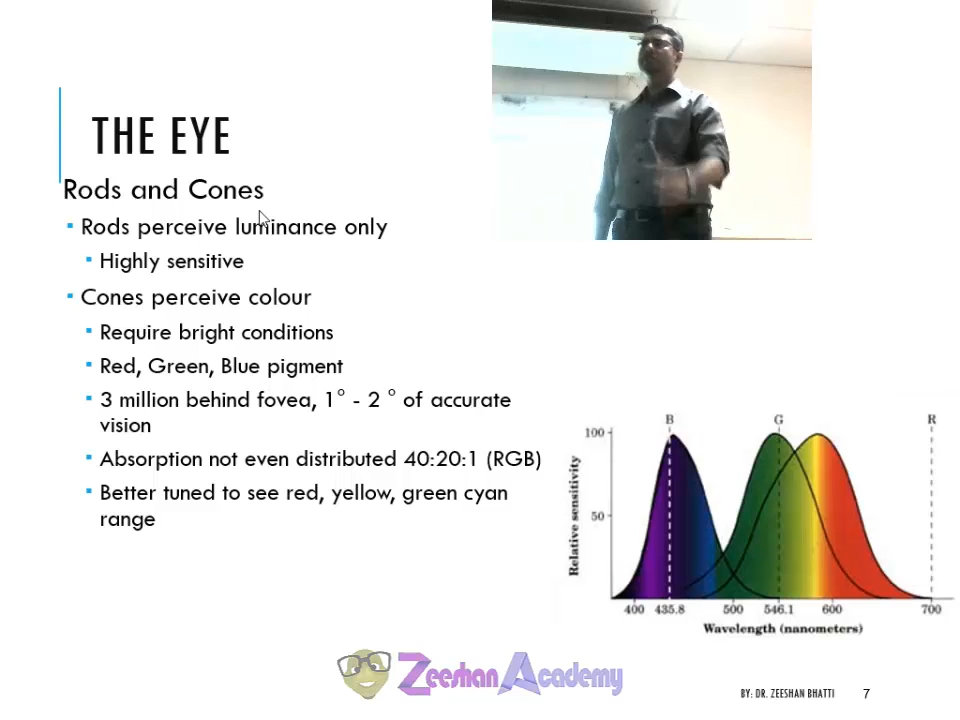 THE EYE
Rods and Cones
Rods perceive luminance only
Highly sensitive
Cones perceive colour
Require bright conditions
Red, Green, Blue pigment
3 million behind fovea, 1° - 2 ° of accurate
vision
Absorption not even distributed 40:20:1 (RGB)
Better tuned to see red, yellow, green cyan
range
B G R
100
50
Relative sensitivity
400 435.8 500 546.1 600 700
Wavelength (nanometers)
Zeeshan Academy
BY: DR. ZEESHAN BHATTI 7